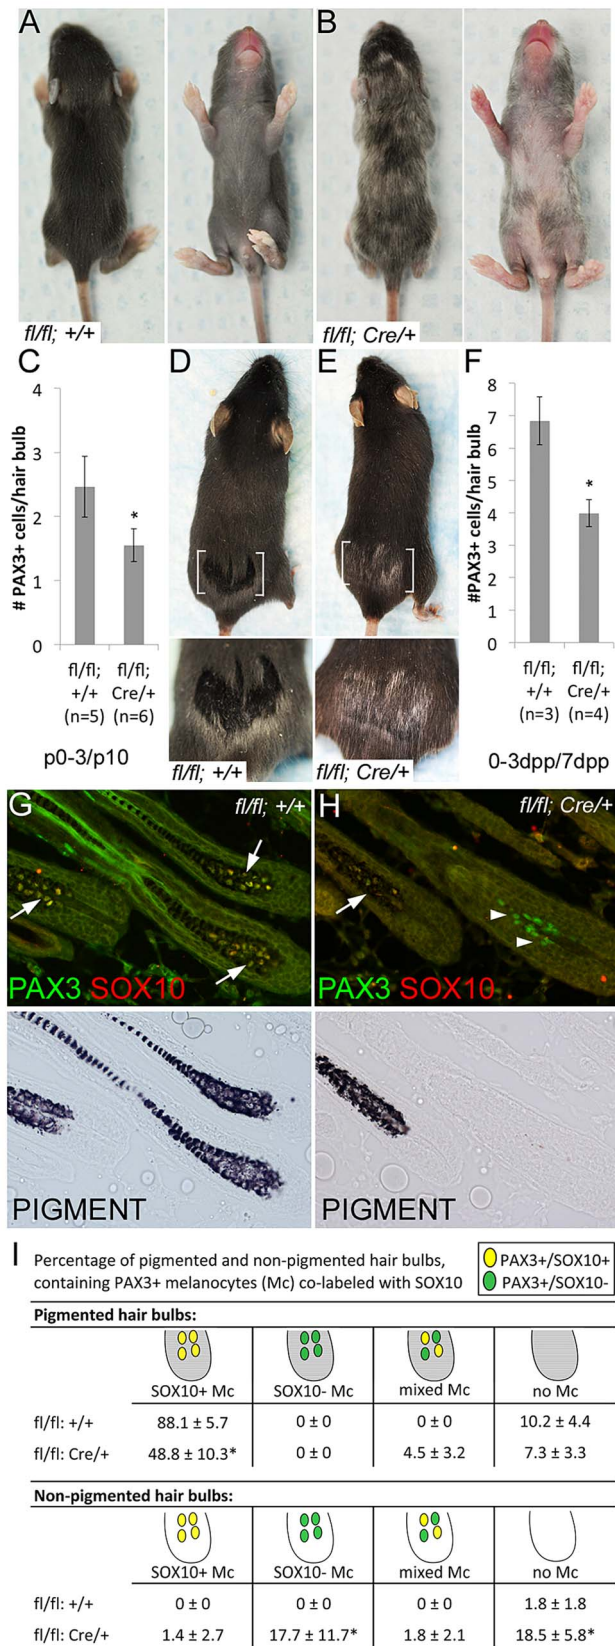 A
B
fl/fl; +/+
fl/fl; Cre/+
C
D
E
F
# PAX3+ cells/hair bulb
4
3
2
1
0
fl/fl; +/+ (n=5)
fl/fl; Cre/+ (n=6)
p0-3/p10
fl/fl; +/+
fl/fl; Cre/+
#PAX3+ cells/hair bulb
8
7
6
5
4
3
2
1
0
fl/fl; +/+ (n=3)
fl/fl; Cre/+ (n=4)
0-3dpp/7dpp
*
*
G
fl/fl; +/+
H
fl/fl; Cre/+
PAX3 SOX10
PAX3 SOX10
PIGMENT
PIGMENT
I
Percentage of pigmented and non-pigmented hair bulbs,
containing PAX3+ melanocytes (Mc) co-labeled with SOX10
PAX3+/SOX10+
PAX3+/SOX10-
Pigmented hair bulbs:
SOX10+ Mc SOX10- Mc mixed Mc no Mc
fl/fl: +/+ 88.1 ± 5.7 0 ± 0 0 ± 0 10.2 ± 4.4
fl/fl: Cre/+ 48.8 ± 10.3* 0 ± 0 4.5 ± 3.2 7.3 ± 3.3
Non-pigmented hair bulbs:
SOX10+ Mc SOX10- Mc mixed Mc no Mc
fl/fl: +/+ 0 ± 0 0 ± 0 0 ± 0 1.8 ± 1.8
fl/fl: Cre/+ 1.4 ± 2.7 17.7 ± 11.7* 1.8 ± 2.1 18.5 ± 5.8*